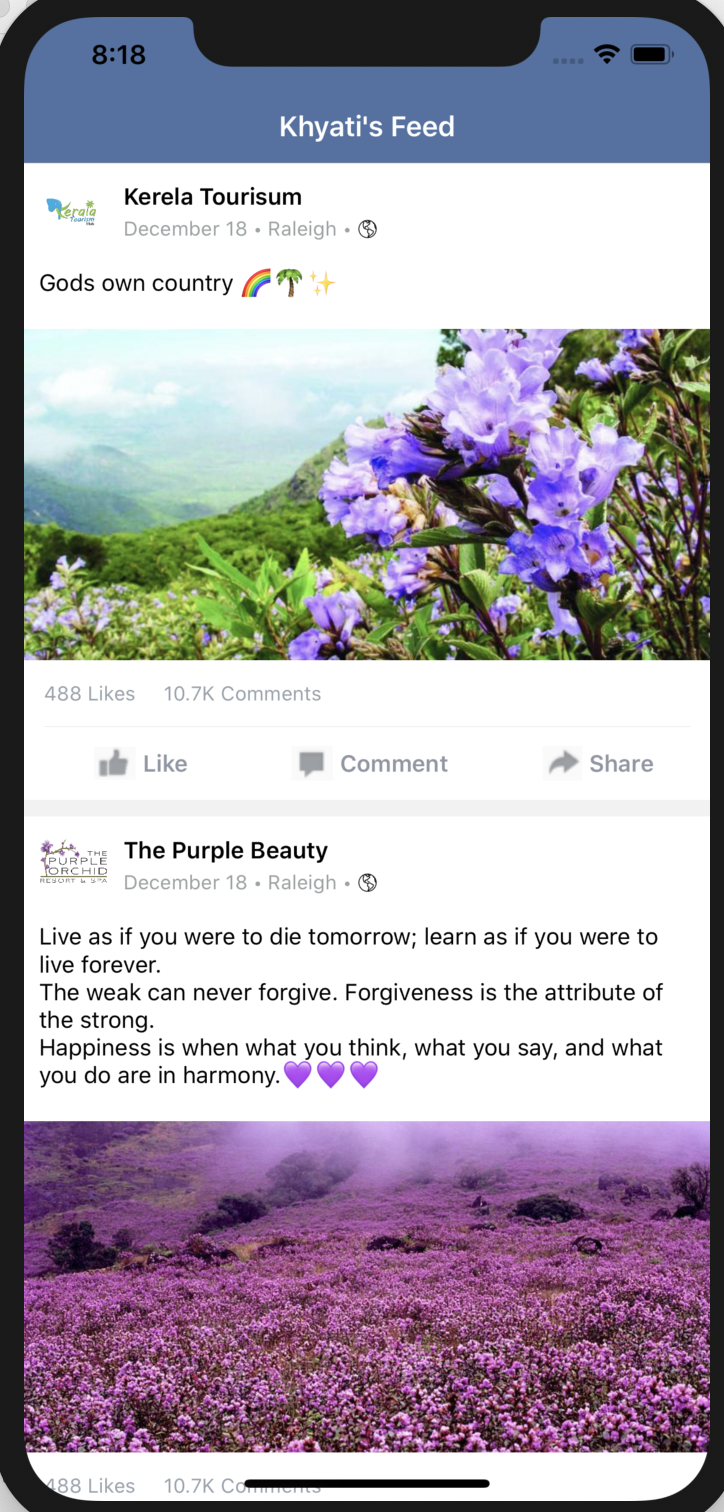 8:18
Khyati's Feed
Kerala
Tourism
Kerela Tourisum
December 18 • Raleigh •
Gods own country 🌈🌴✨
488 Likes 10.7K Comments
Like Comment Share
THE
PURPLE
ORCHID
RESORT & SPA
The Purple Beauty
December 18 • Raleigh •
Live as if you were to die tomorrow; learn as if you were to
live forever.
The weak can never forgive. Forgiveness is the attribute of
the strong.
Happiness is when what you think, what you say, and what
you do are in harmony.💜💜💜
488 Likes 10.7K Comments